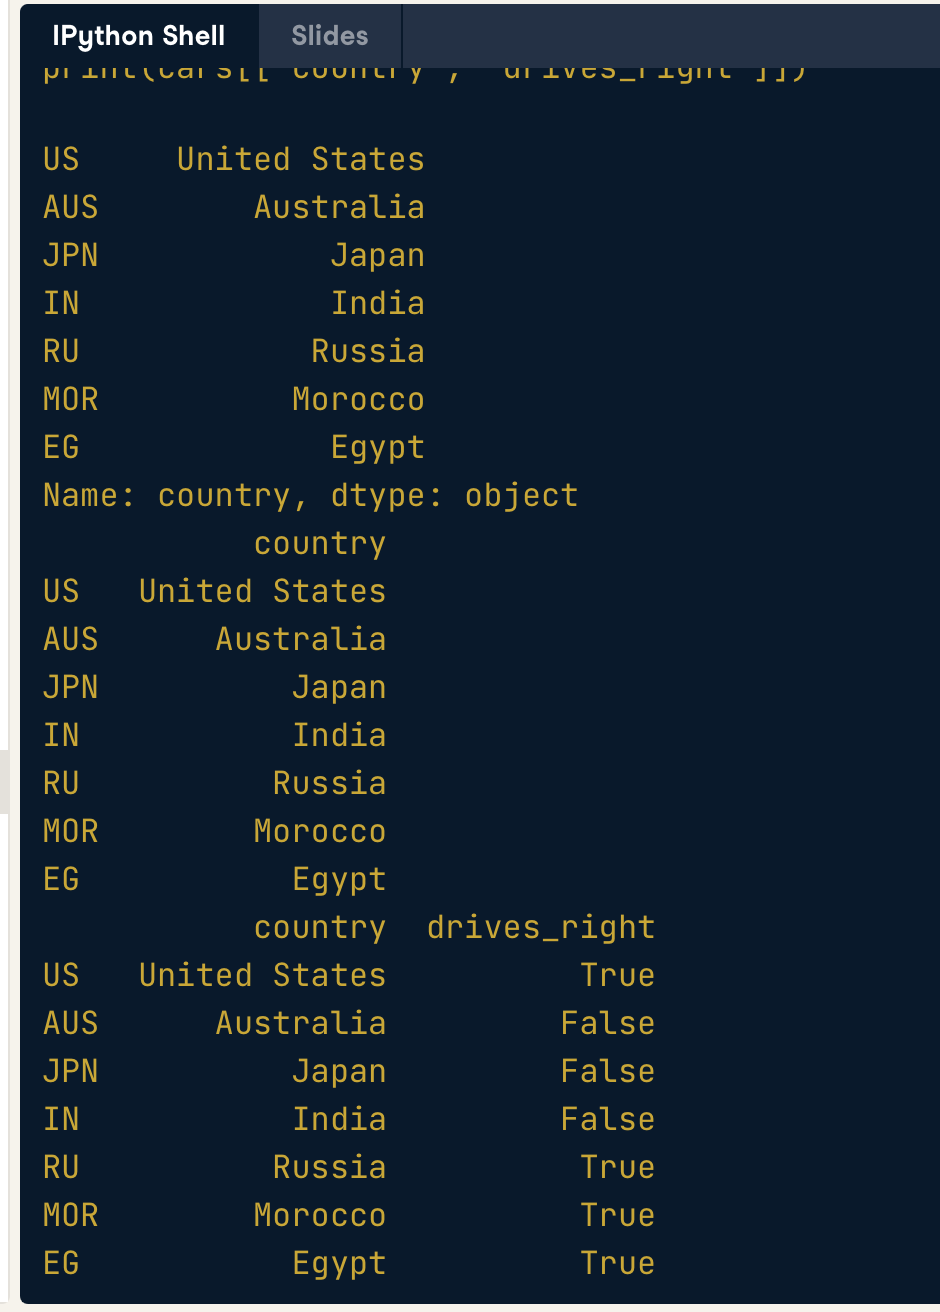 IPython Shell Slides
print(cars[['country', 'drives_right']])
US     United States
AUS        Australia
JPN            Japan
IN             India
RU            Russia
MOR          Morocco
EG             Egypt
Name: country, dtype: object
           country
US   United States
AUS      Australia
JPN          Japan
IN           India
RU          Russia
MOR        Morocco
EG           Egypt
           country  drives_right
US   United States          True
AUS      Australia         False
JPN          Japan         False
IN           India         False
RU          Russia          True
MOR        Morocco          True
EG           Egypt          True